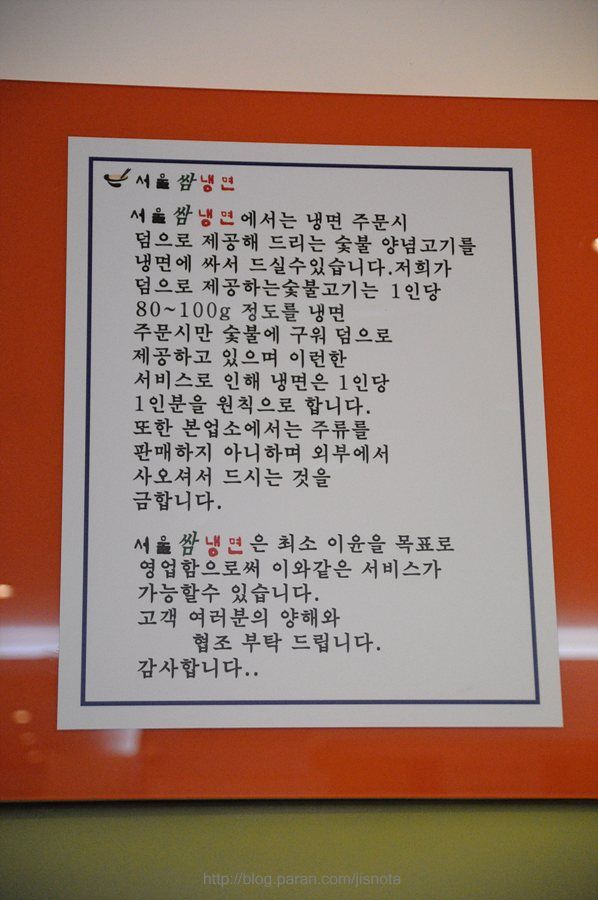 서울쌈냉면
서울쌈냉면에서는 냉면 주문시
덤으로 제공해 드리는 숯불 양념고기를
냉면에 싸서 드실수있습니다.저희가
덤으로 제공하는숯불고기는 1인당
80~100g 정도를 냉면
주문시만 숯불에 구워 덤으로
제공하고 있으며 이런한
서비스로 인해 냉면은 1인당
1인분을 원칙으로 합니다.
또한 본업소에서는 주류를
판매하지 아니하며 외부에서
사오셔서 드시는 것을
금합니다.
서울쌈냉면은 최소 이윤을 목표로
영업함으로써 이와같은 서비스가
가능할수 있습니다.
고객 여러분의 양해와
협조 부탁 드립니다.
감사합니다..
http://blog.paran.com/jisnota